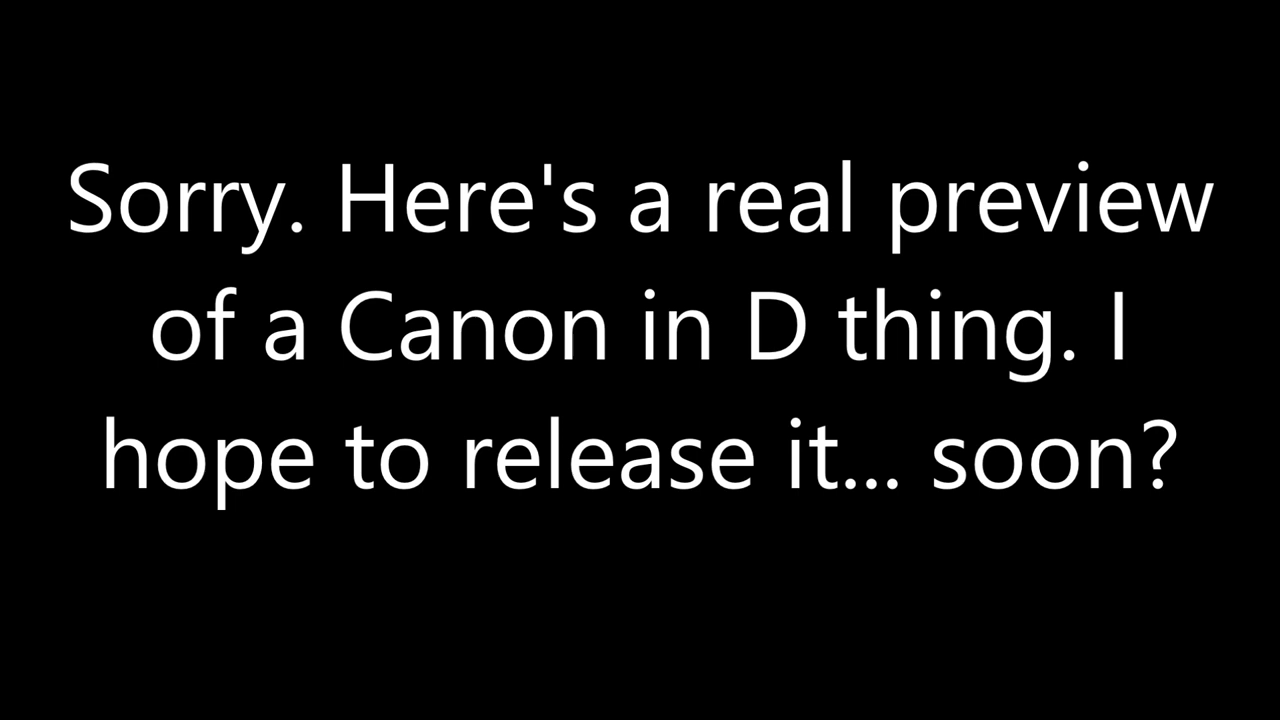 Sorry. Here's a real preview
of a Canon in D thing. I
hope to release it... soon?